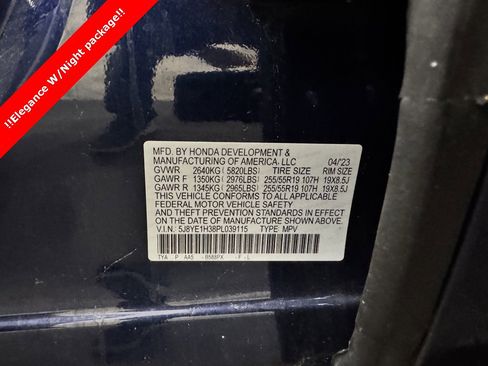 !!Elegance W/Night package!!
MFD. BY HONDA DEVELOPMENT &
MANUFACTURING OF AMERICA, LLC 04/23
GVWR 2640KG (5820LBS) TIRE SIZE RIM SIZE
GAWR F 1350KG (2976LBS) 255/55R19 107H 19X8.5J
GAWR R 1345KG (2965LBS) 255/55R19 107H 19X8.5J
THIS VEHICLE CONFORMS TO ALL APPLICABLE
FEDERAL MOTOR VEHICLE SAFETY
AND THEFT PREVENTION STANDARDS IN EFFECT
ON THE DATE OF MANUFACTURE SHOWN ABOVE.
V.I.N. 5J8YE1H38PL039115 TYPE: MPV
TYA P AA5 B588PX F - L